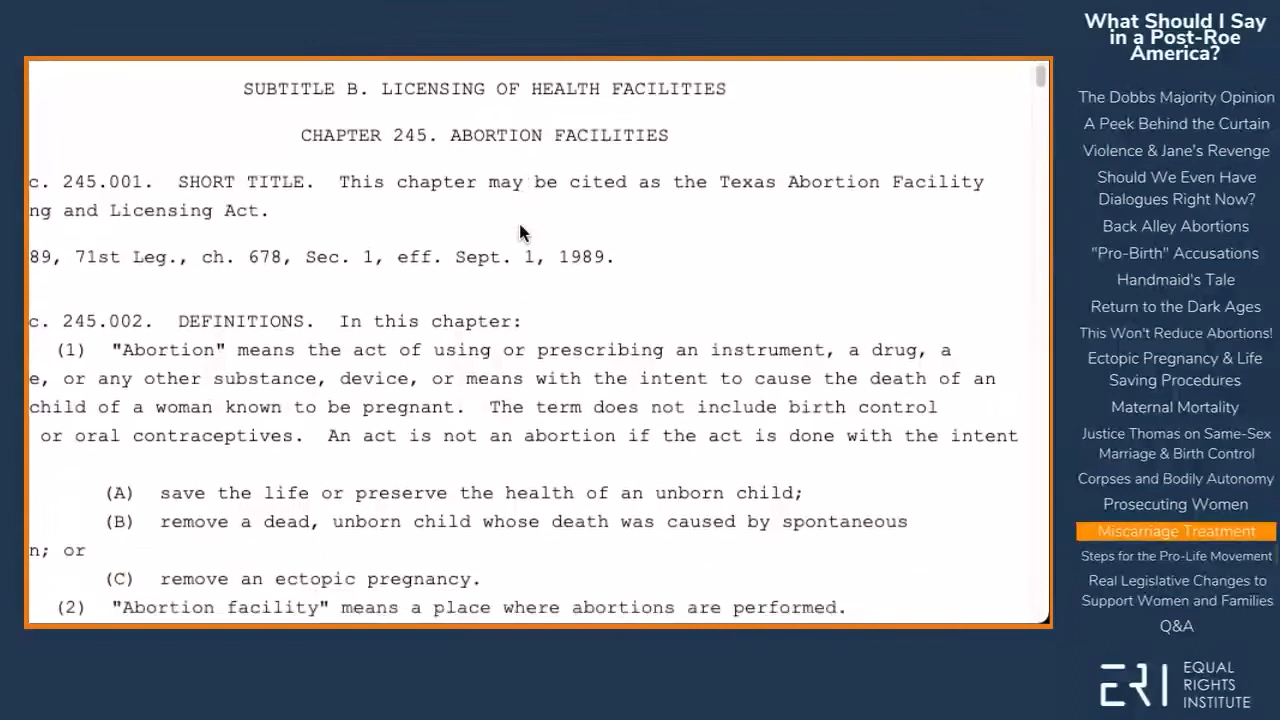 SUBTITLE B. LICENSING OF HEALTH FACILITIES
CHAPTER 245. ABORTION FACILITIES
c. 245.001. SHORT TITLE. This chapter may be cited as the Texas Abortion Facility
ng and Licensing Act.
89, 71st Leg., ch. 678, Sec. 1, eff. Sept. 1, 1989.
c. 245.002. DEFINITIONS. In this chapter:
(1) "Abortion" means the act of using or prescribing an instrument, a drug, a
e, or any other substance, device, or means with the intent to cause the death of an
child of a woman known to be pregnant. The term does not include birth control
or oral contraceptives. An act is not an abortion if the act is done with the intent
(A) save the life or preserve the health of an unborn child;
(B) remove a dead, unborn child whose death was caused by spontaneous
n; or
(C) remove an ectopic pregnancy.
(2) "Abortion facility" means a place where abortions are performed.
What Should I Say
in a Post-Roe
America?
The Dobbs Majority Opinion
A Peek Behind the Curtain
Violence & Jane's Revenge
Should We Even Have
Dialogues Right Now?
Back Alley Abortions
"Pro-Birth" Accusations
Handmaid's Tale
Return to the Dark Ages
This Won't Reduce Abortions!
Ectopic Pregnancy & Life
Saving Procedures
Maternal Mortality
Justice Thomas on Same-Sex
Marriage & Birth Control
Corpses and Bodily Autonomy
Prosecuting Women
Miscarriage Treatment
Steps for the Pro-Life Movement
Real Legislative Changes to
Support Women and Families
Q&A
ERI
EQUAL
RIGHTS
INSTITUTE